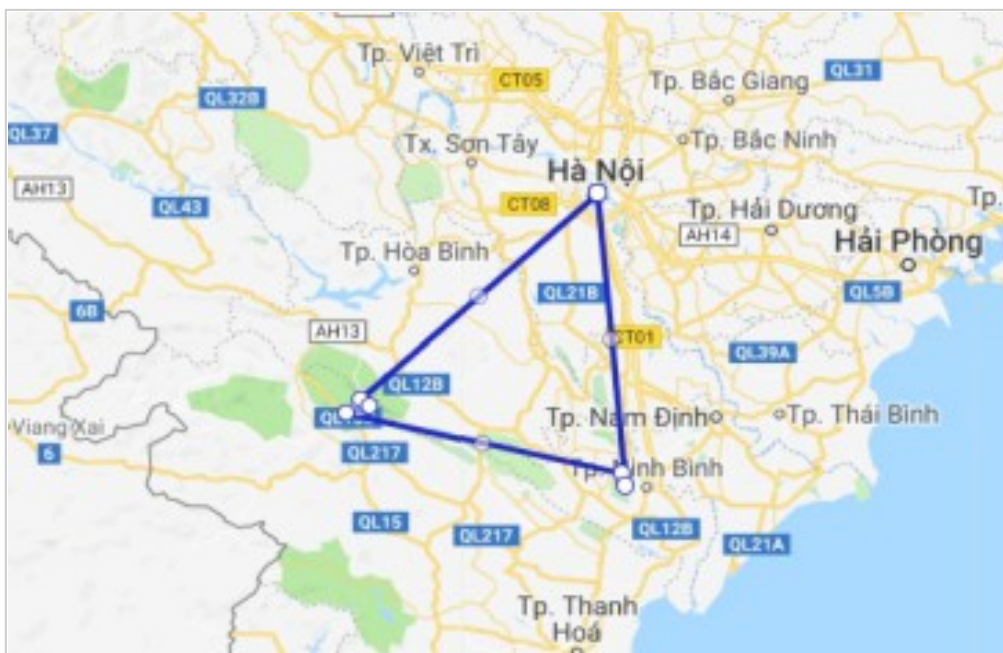 Tp. Việt Trì
QL31
CT05
Tp. Bắc Giang
QL32B
QL37
Tp. Bắc Ninh
Tx. Sơn Tây
Hà Nội
AH13
QL43
CT08
Tp. Hải Dương
Tp.
AH14
Hải Phòng
Tp. Hòa Bình
QL21B
QL5B
6B
AH13
CT01
QL39A
QL12B
Tp. Nam Định
Tp. Thái Bình
Viang Xai
6
QL217
Tp. Ninh Bình
QL15
QL217
QL12B
QL21A
Tp. Thanh
Hoá